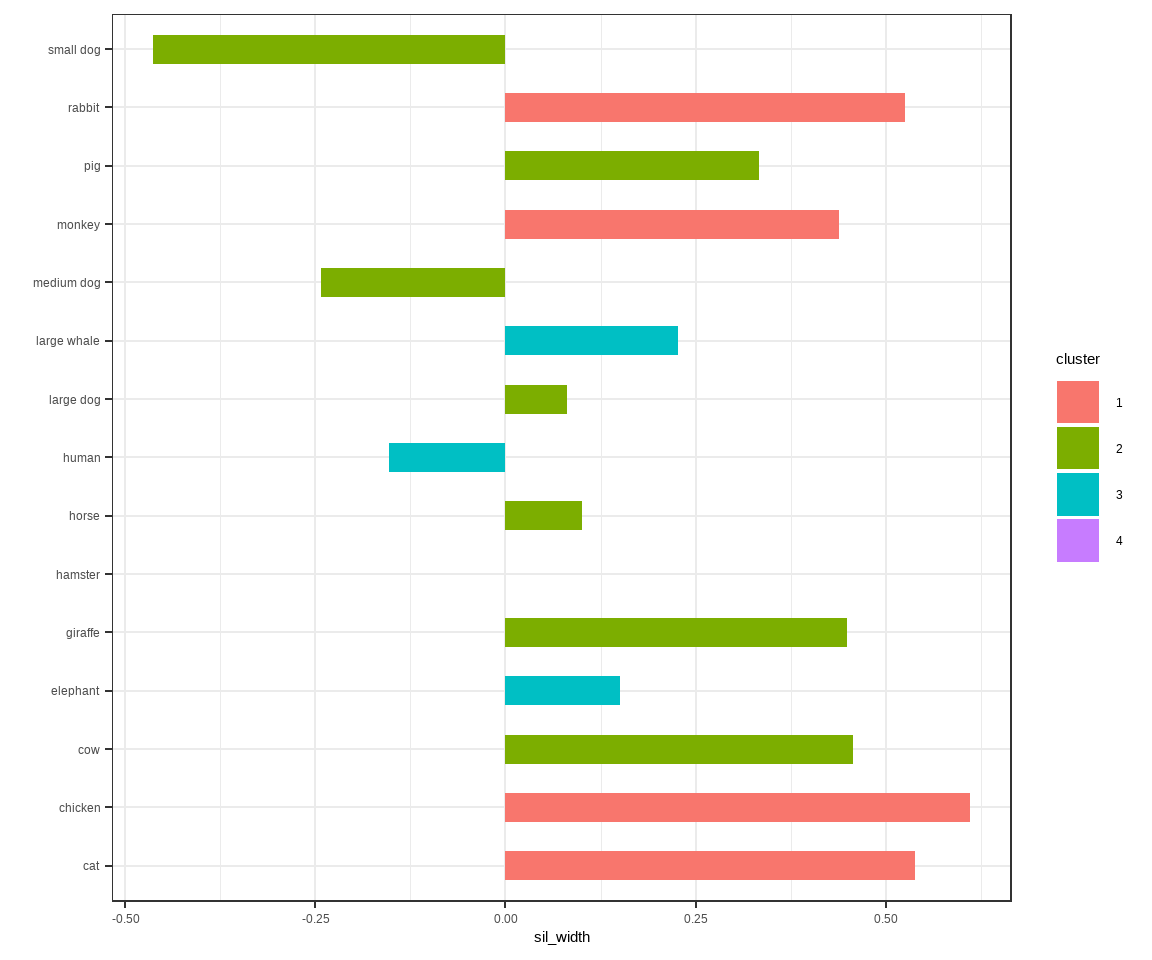 small dog
rabbit
pig
monkey
medium dog
large whale
large dog
human
horse
hamster
giraffe
elephant
cow
chicken
cat
-0.50 -0.25 0.00 0.25 0.50
sil_width
cluster
1
2
3
4